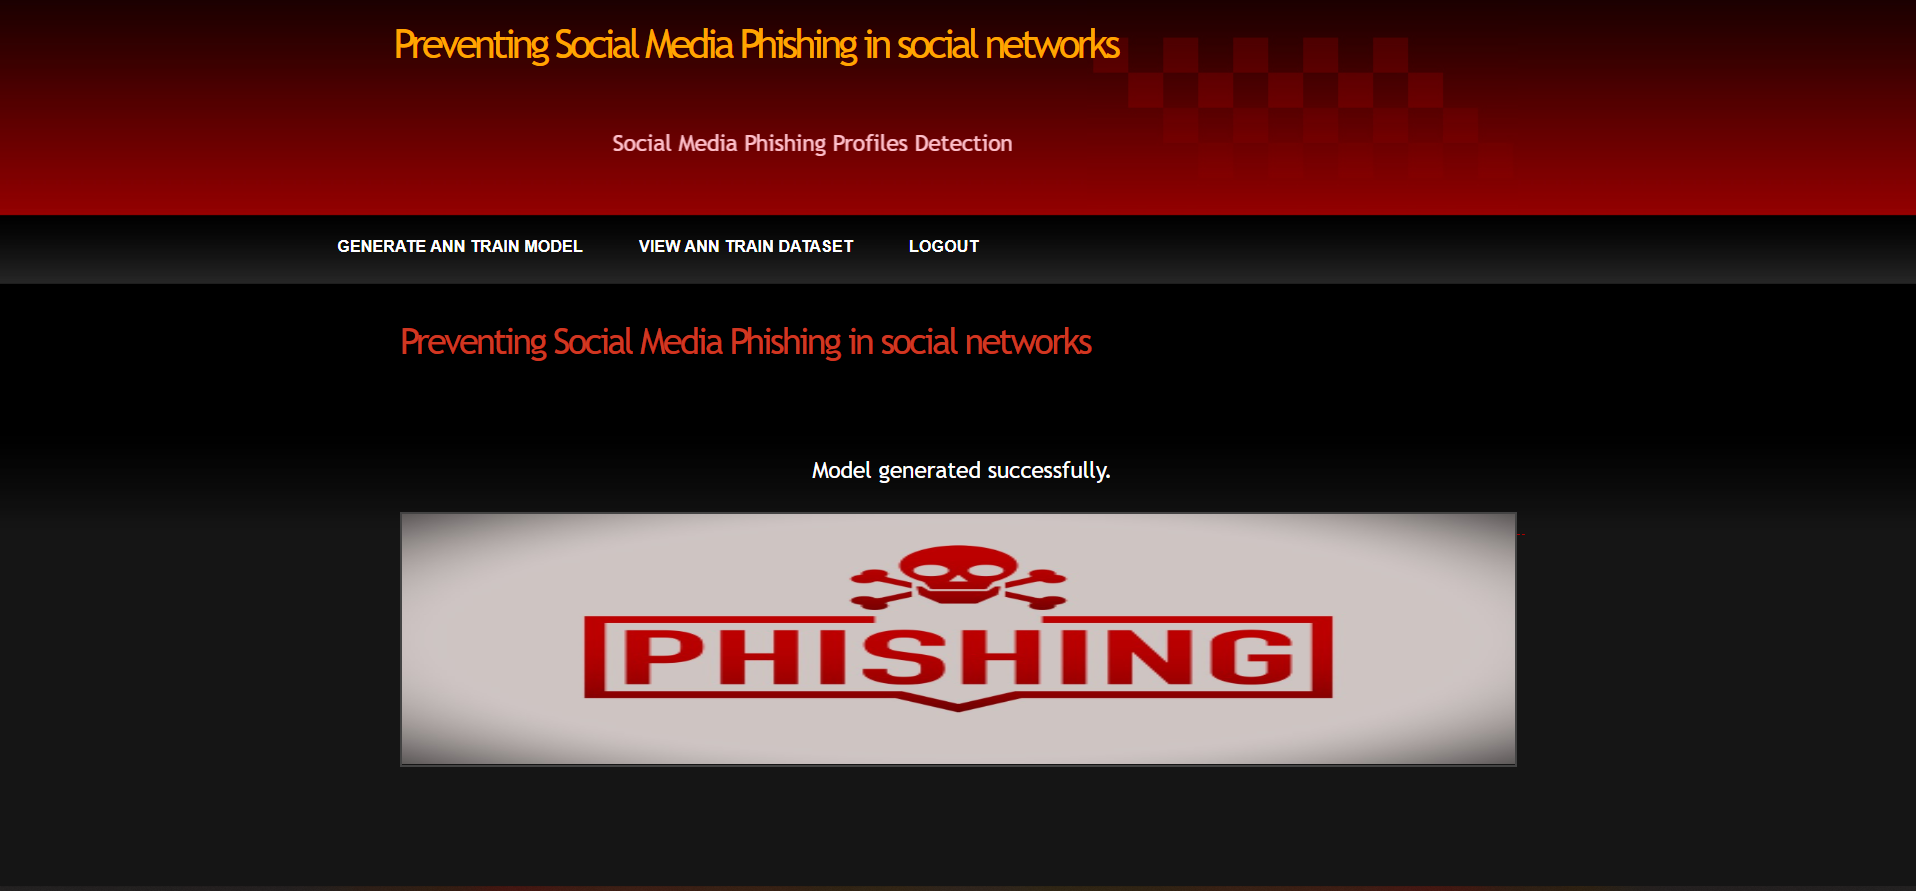 Preventing Social Media Phishing in social networks
Social Media Phishing Profiles Detection
GENERATE ANN TRAIN MODEL VIEW ANN TRAIN DATASET LOGOUT
Preventing Social Media Phishing in social networks
Model generated successfully.
PHISHING